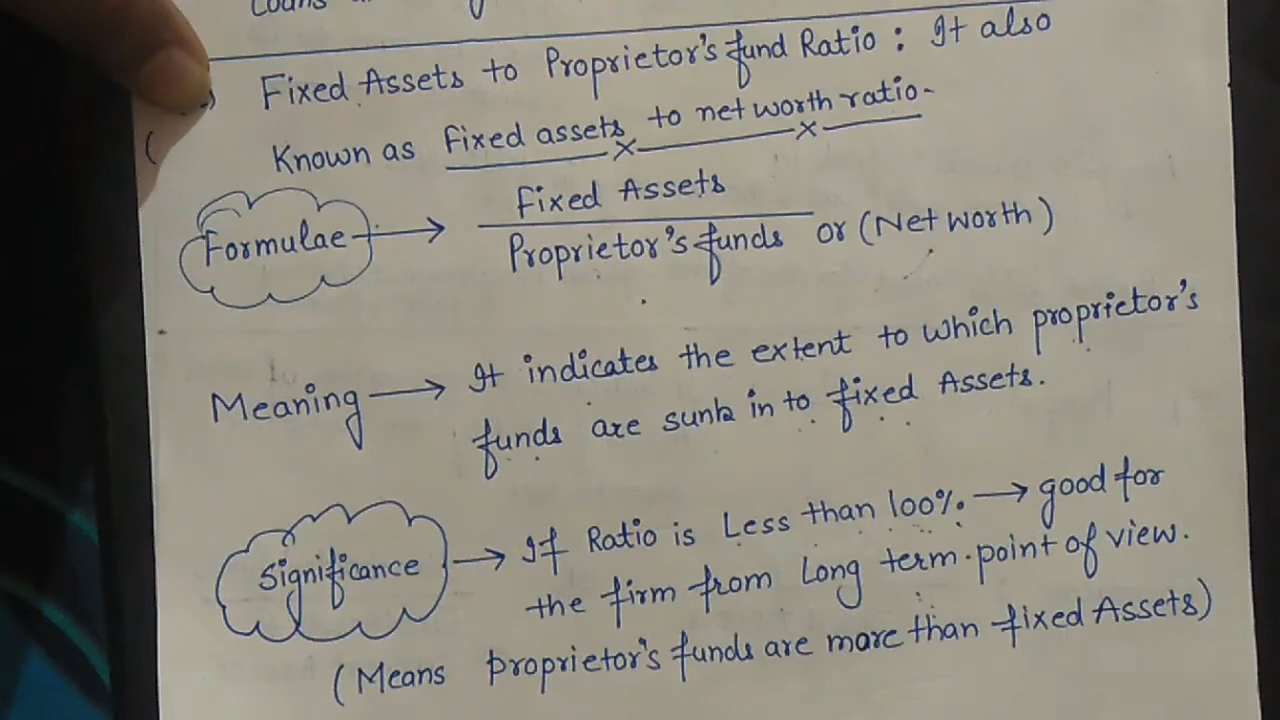 Fixed Assets to Proprietor's fund Ratio : It also
Known as fixed assets to net worth ratio-
Formulae → Fixed Assets
Proprietor's funds or (Net worth)
Meaning → It indicates the extent to which proprietor's
funds are sunk in to fixed Assets.
Significance → If Ratio is Less than 100%. → good for
the firm from Long term point of view.
(Means proprietor's funds are more than fixed Assets)